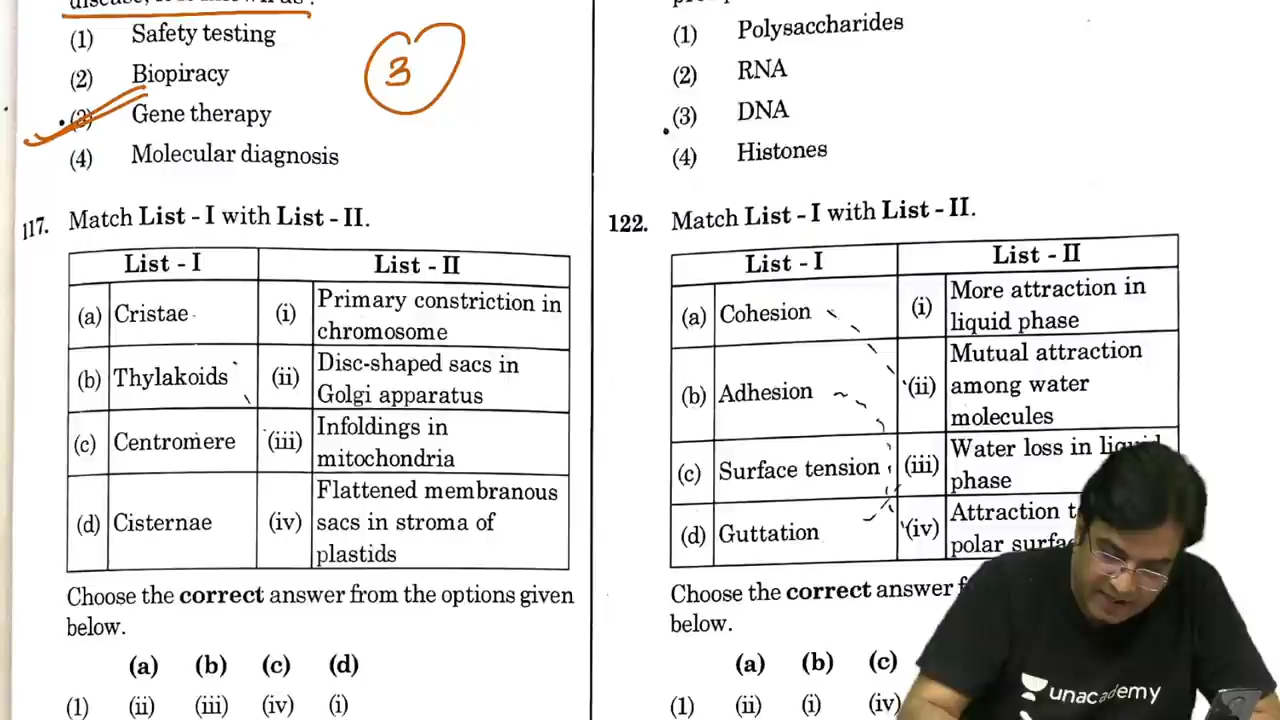 (1) Safety testing
(2) Biopiracy
(3) Gene therapy
(4) Molecular diagnosis
3
117. Match List - I with List - II.
List - I List - II
(a) Cristae (i) Primary constriction in
chromosome
(b) Thylakoids (ii) Disc-shaped sacs in
Golgi apparatus
(c) Centromere (iii) Infoldings in
mitochondria
(d) Cisternae (iv) Flattened membranous
sacs in stroma of
plastids
Choose the correct answer from the options given
below.
(a) (b) (c) (d)
(1) (ii) (iii) (iv) (i)
(1) Polysaccharides
(2) RNA
(3) DNA
(4) Histones
122. Match List - I with List - II.
List - I List - II
(a) Cohesion (i) More attraction in
liquid phase
(b) Adhesion (ii) Mutual attraction
among water
molecules
(c) Surface tension (iii) Water loss in liquid
phase
(d) Guttation (iv) Attraction
polar
Choose the correct answer
below.
(a) (b) (c)
(1) (ii) (i) (iv)
unacademy